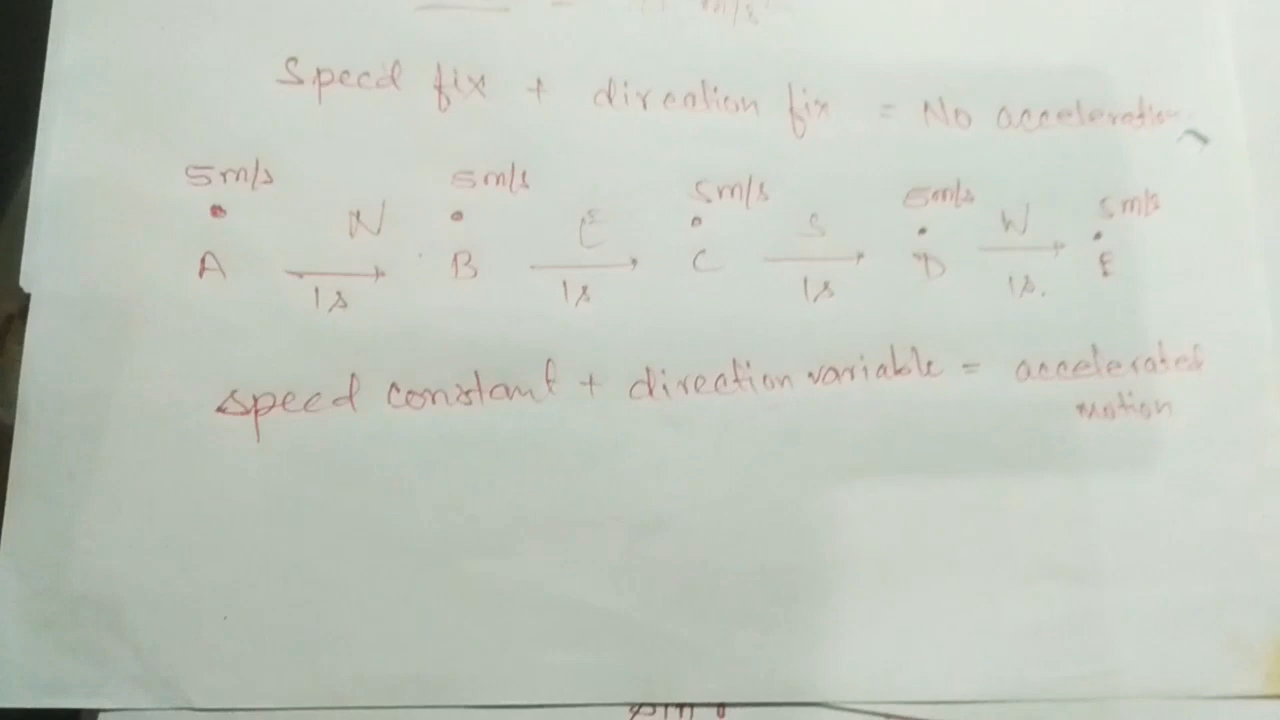 m/s
Speed fix + direction fix = No acceleration
5m/s 5m/s 5m/s 5m/s 5m/s
N E S W
A B C D E
1s 1s 1s 1s.
speed constant + direction variable = accelerated
motion